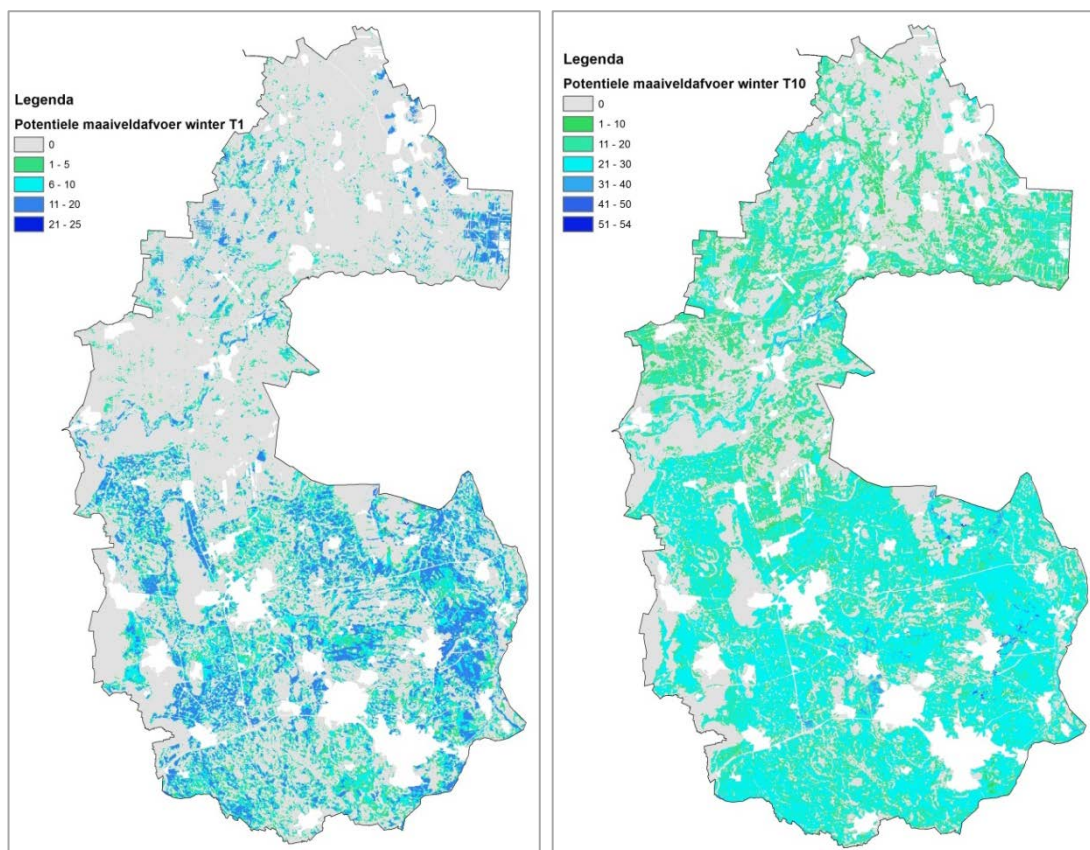 Legenda
Potentiele maaiveldafvoer winter T1
0
1 - 5
6 - 10
11 - 20
21 - 25
Legenda
Potentiele maaiveldafvoer winter T10
0
1 - 10
11 - 20
21 - 30
31 - 40
41 - 50
51 - 54